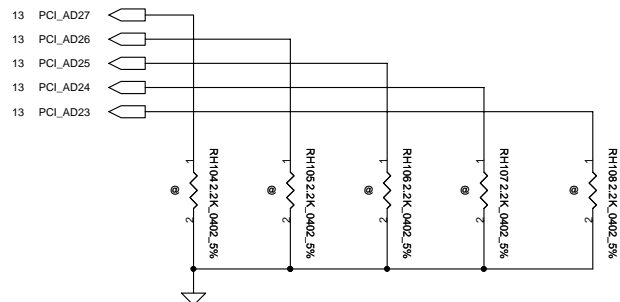 13 PCI_AD27
13 PCI_AD26
13 PCI_AD25
13 PCI_AD24
13 PCI_AD23
1 RH104 2.2K_0402_5% @ 2
1 RH105 2.2K_0402_5% @ 2
1 RH106 2.2K_0402_5% @ 2
1 RH107 2.2K_0402_5% @ 2
1 RH108 2.2K_0402_5% @ 2